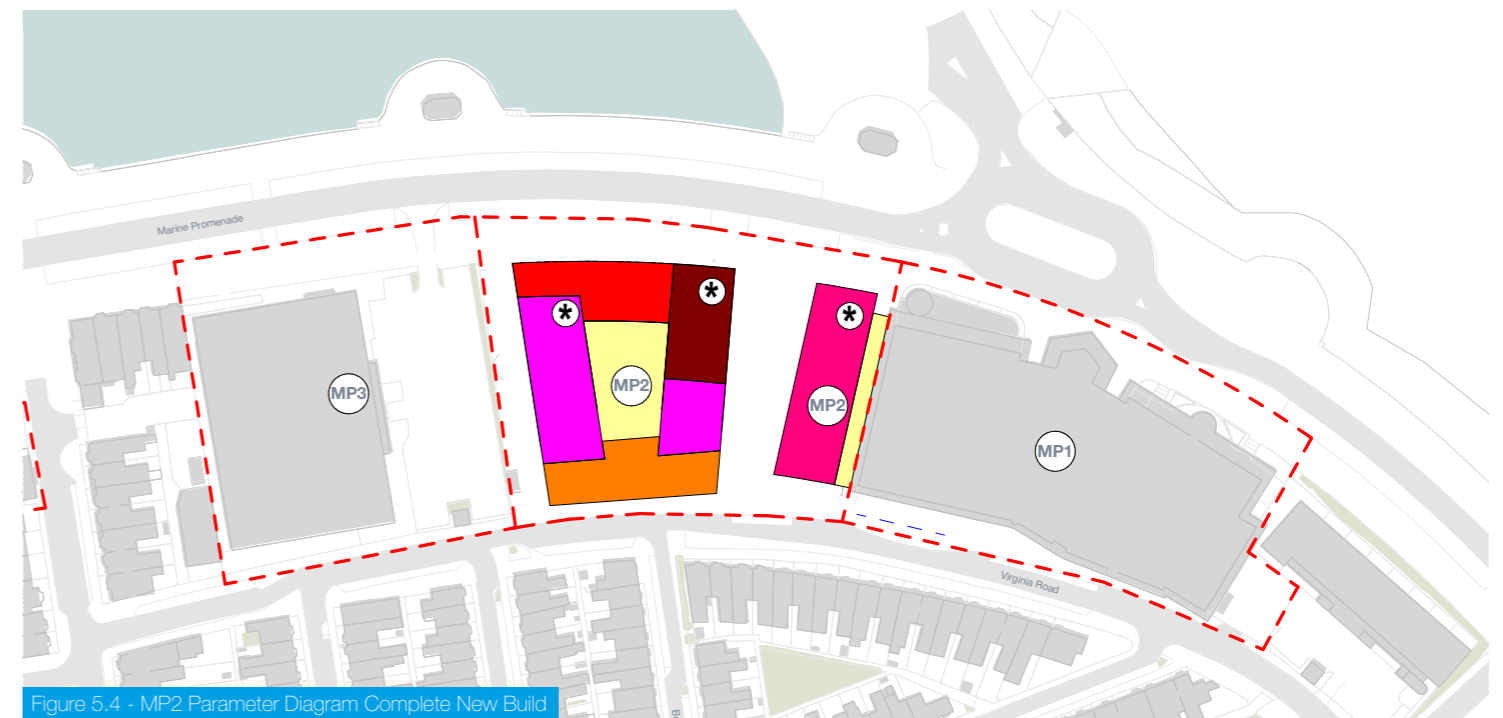 Marine Promenade
*
*
*
MP3
MP2
MP2
MP1
Virginia Road
Figure 5.4 - MP2 Parameter Diagram Complete New Build